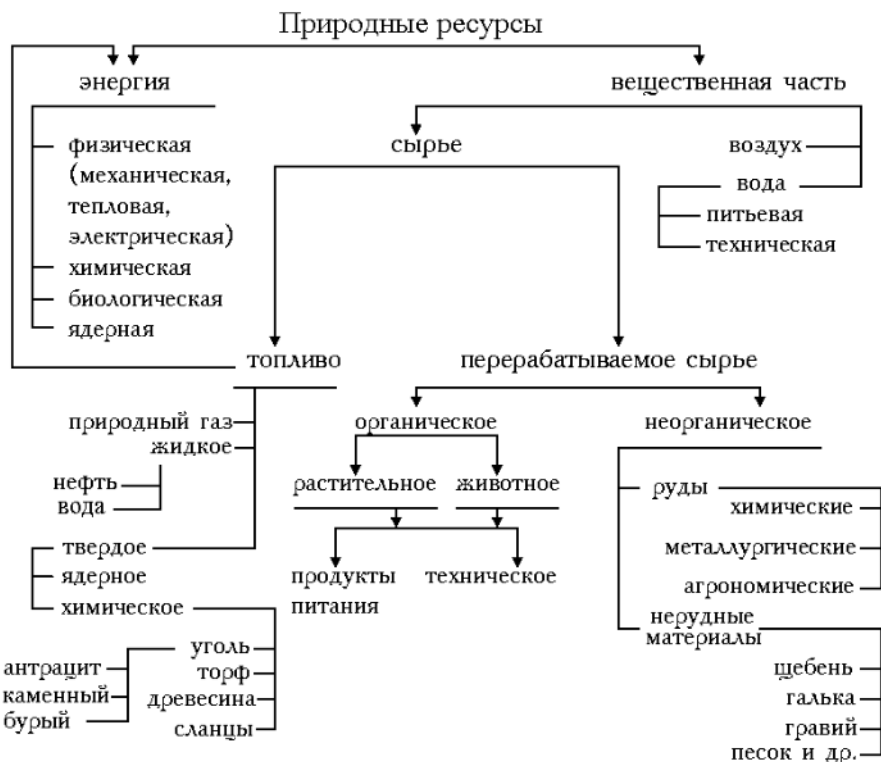 Природные ресурсы
энергия
вещественная часть
физическая
(механическая,
тепловая,
электрическая)
химическая
биологическая
ядерная
сырье
воздух
вода
питьевая
техническая
топливо
перерабатываемое сырье
природный газ
жидкое
нефть
вода
твердое
ядерное
химическое
уголь
торф
древесина
сланцы
антрацит
каменный
бурый
органическое
неорганическое
растительное
животное
продукты
питания
техническое
руды
химические
металлургические
агрономические
нерудные
материалы
щебень
галька
гравий
песок и др.